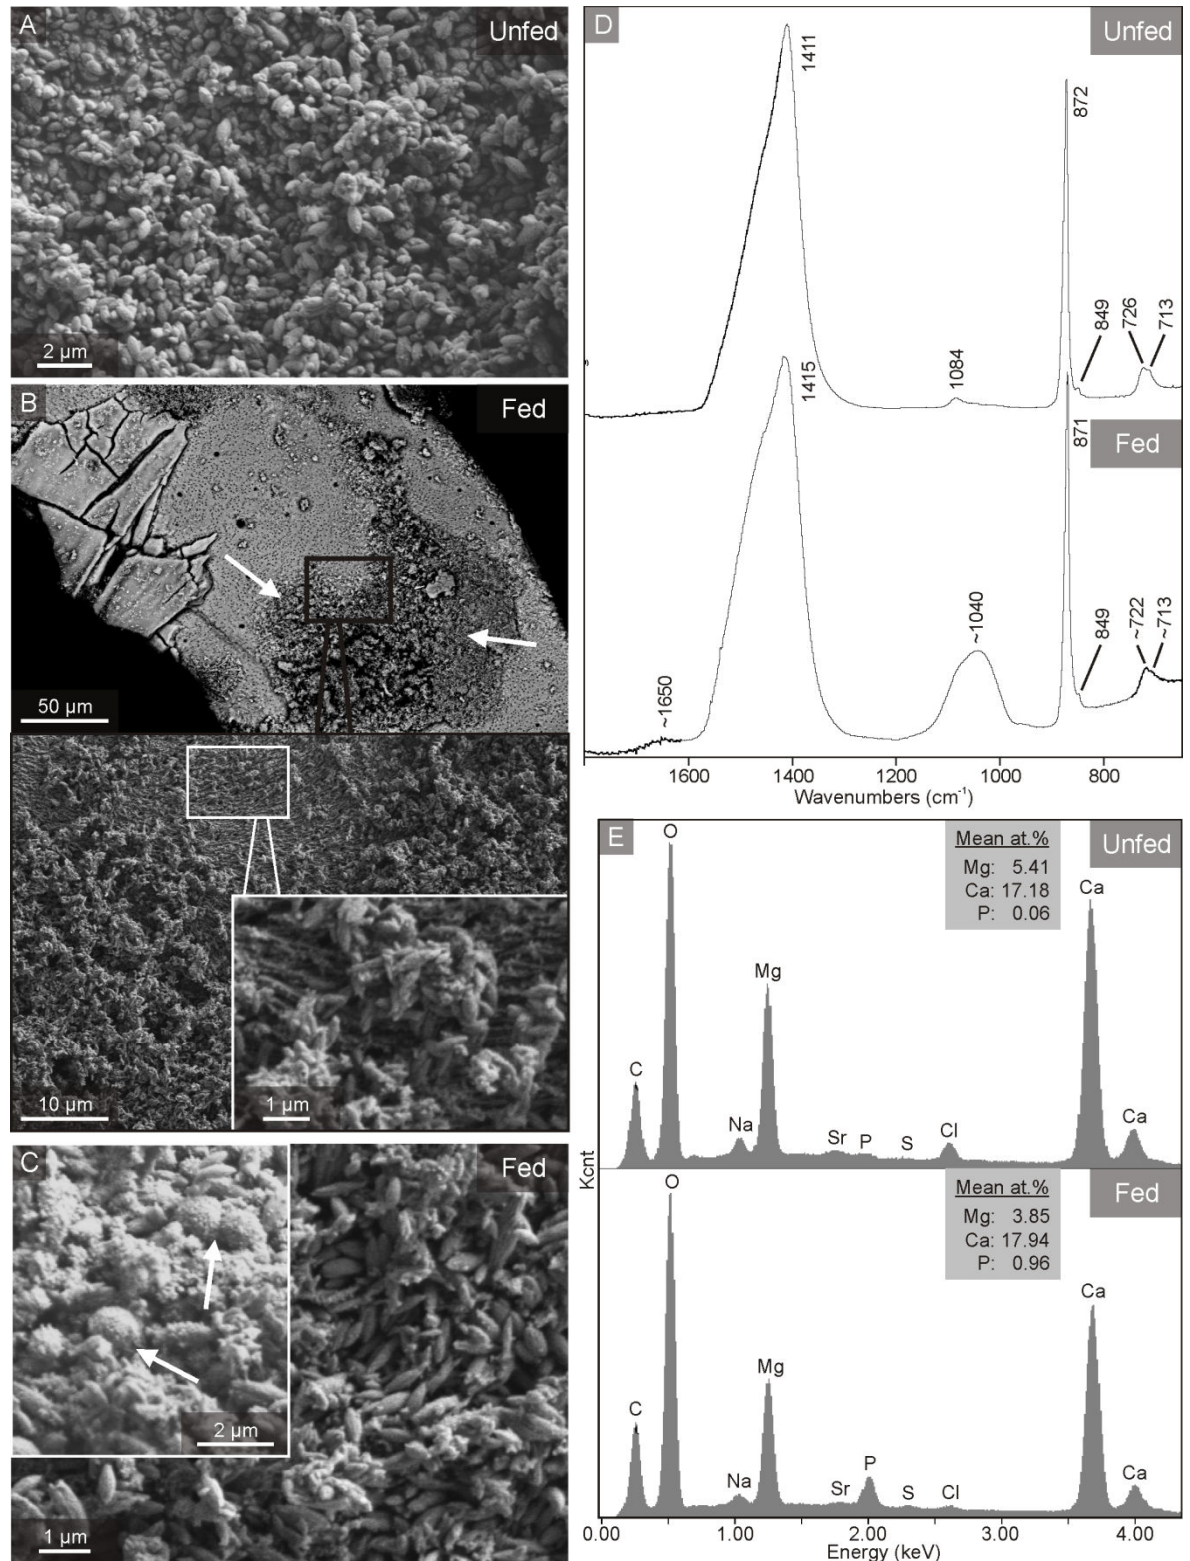 A
Unfed
2 µm
B
Fed
50 µm
10 µm
1 µm
C
Fed
2 µm
1 µm
D
Unfed
1411
872
849
726
713
1084
1415
871
Fed
~1040
849
~722
~713
~1650
1600
1400
1200
1000
800
Wavenumbers (cm⁻¹)
E
Unfed
Mean at.%
Mg: 5.41
Ca: 17.18
P: 0.06
O
Ca
Mg
C
Na
Sr
P
S
Cl
Ca
Kcnt
Fed
Mean at.%
Mg: 3.85
Ca: 17.94
P: 0.96
O
Ca
Mg
C
Na
Sr
P
S
Cl
Ca
0.00
1.00
2.00
3.00
4.00
Energy (keV)